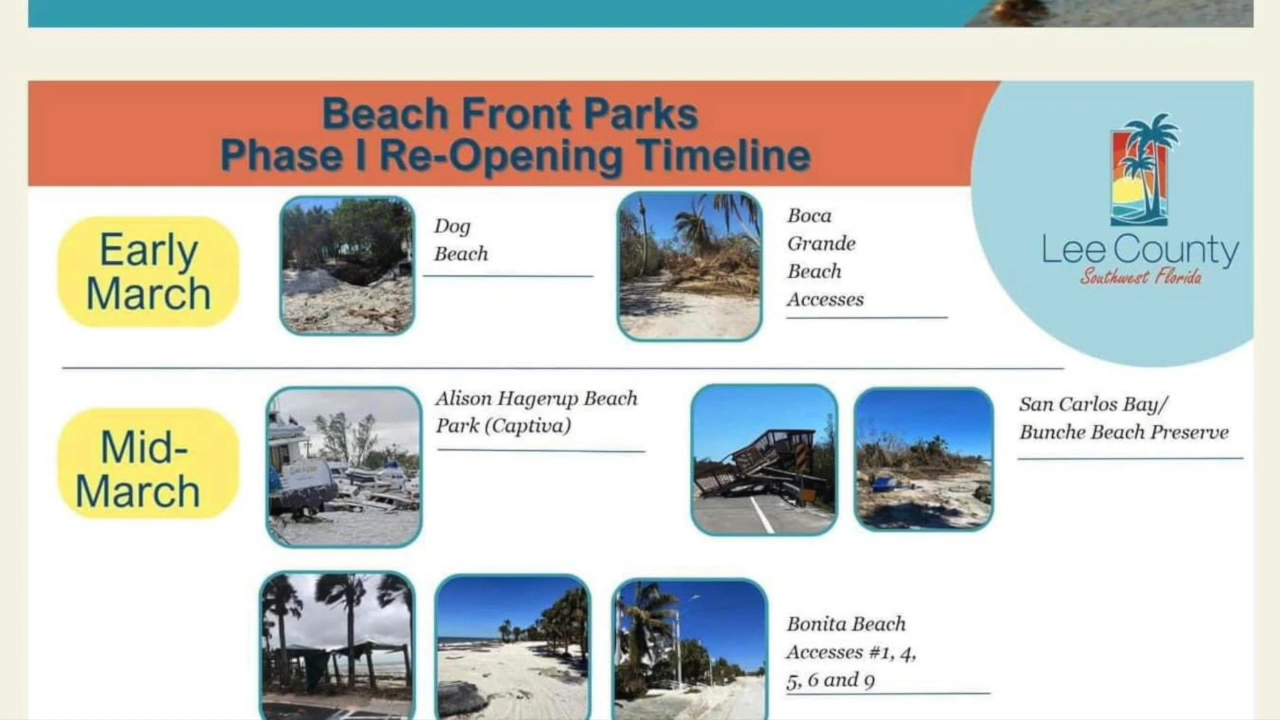 Beach Front Parks
Phase I Re-Opening Timeline
Lee County
Southwest Florida
Early
March
Dog
Beach
Boca
Grande
Beach
Accesses
Mid-
March
Alison Hagerup Beach
Park (Captiva)
San Carlos Bay/
Bunche Beach Preserve
Bonita Beach
Accesses #1, 4,
5, 6 and 9